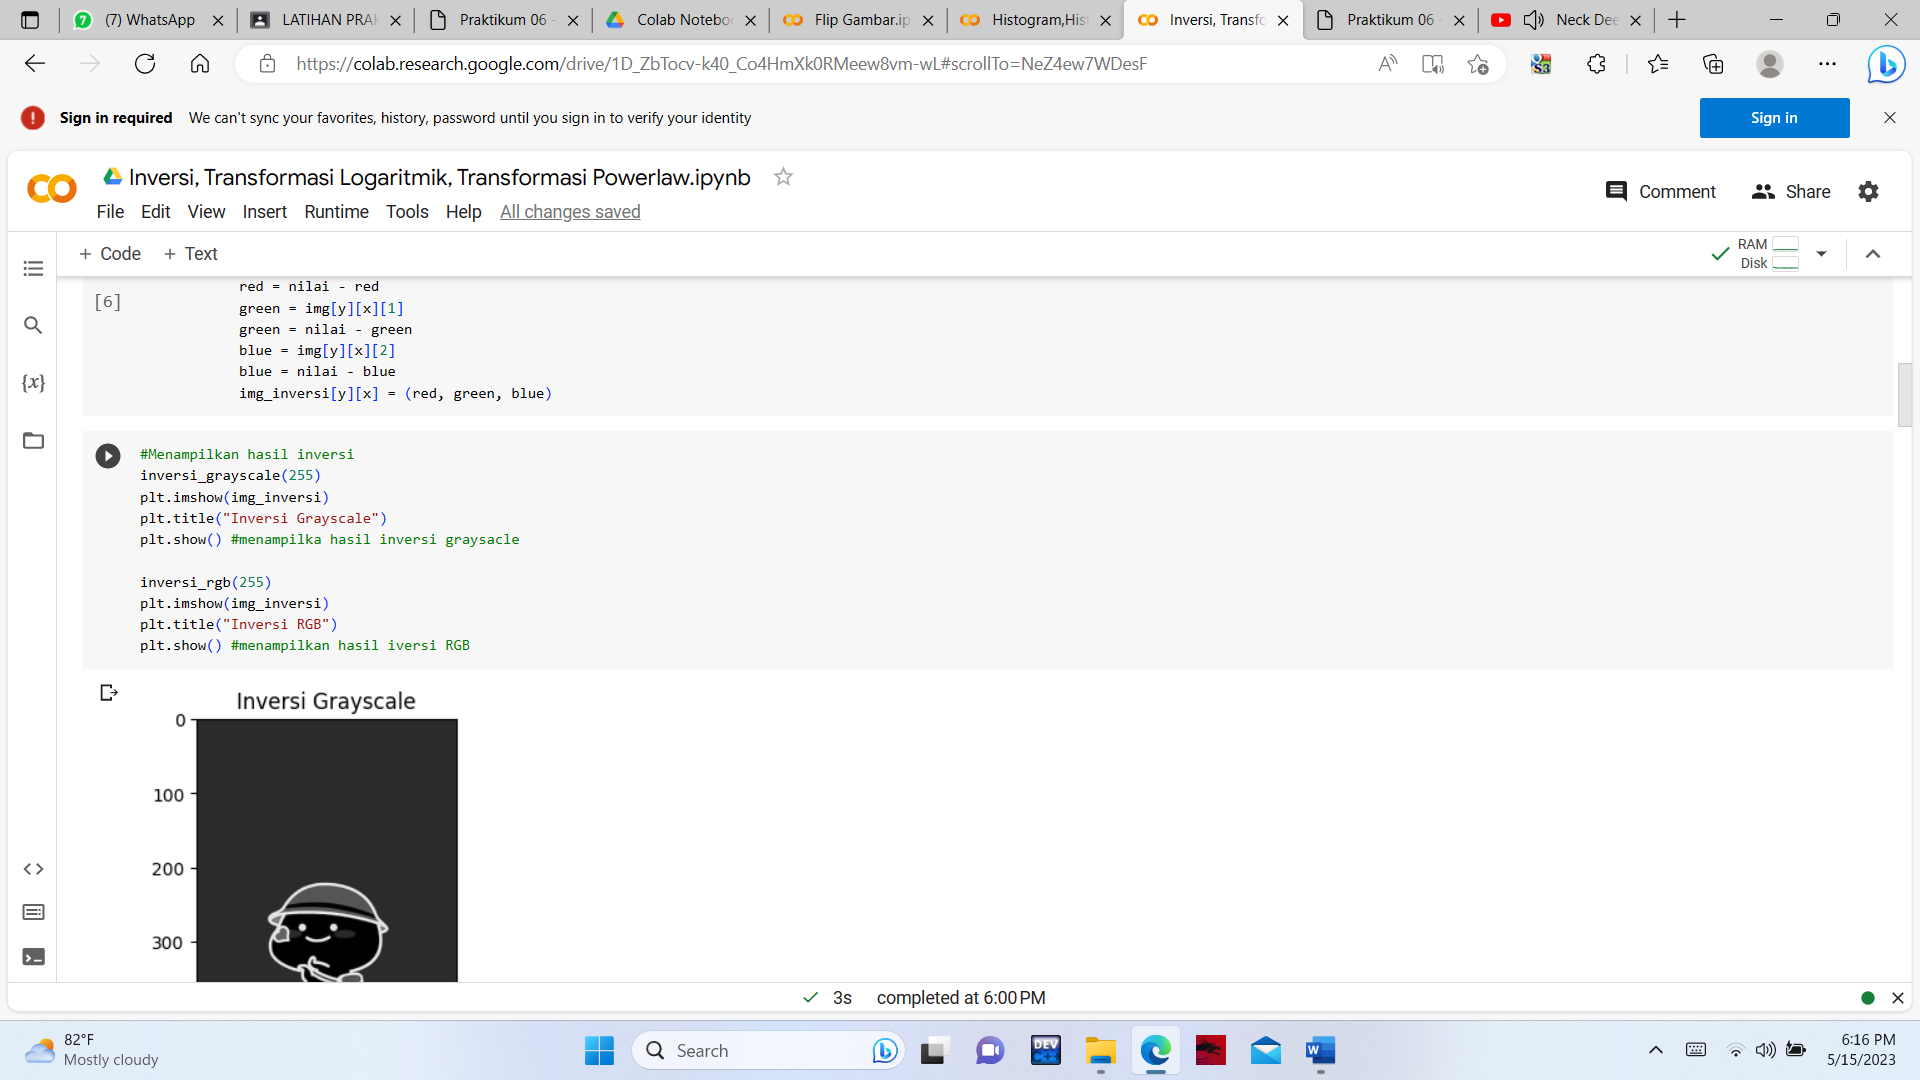 (7) WhatsApp
LATIHAN PRAK
Praktikum 06 -
Colab Noteboo
Flip Gambar.ip
Histogram,Hist
Inversi, Transfo
Praktikum 06 -
Neck Dee
https://colab.research.google.com/drive/1D_ZbTocv-k40_Co4HmXk0RMeew8vm-wL#scrollTo=NeZ4ew7WDesF
Sign in required We can't sync your favorites, history, password until you sign in to verify your identity
Sign in
Inversi, Transformasi Logaritmik, Transformasi Powerlaw.ipynb
Comment
Share
File Edit View Insert Runtime Tools Help All changes saved
+ Code + Text
RAM
Disk
[6]
red = nilai - red
green = img[y][x][1]
green = nilai - green
blue = img[y][x][2]
blue = nilai - blue
img_inversi[y][x] = (red, green, blue)
#Menampilkan hasil inversi
inversi_grayscale(255)
plt.imshow(img_inversi)
plt.title("Inversi Grayscale")
plt.show() #menampilka hasil inversi graysacle
inversi_rgb(255)
plt.imshow(img_inversi)
plt.title("Inversi RGB")
plt.show() #menampilkan hasil iversi RGB
Inversi Grayscale
0
100
200
300
3s completed at 6:00 PM
82°F
Mostly cloudy
Search
DEV
C++
W
6:16 PM
5/15/2023